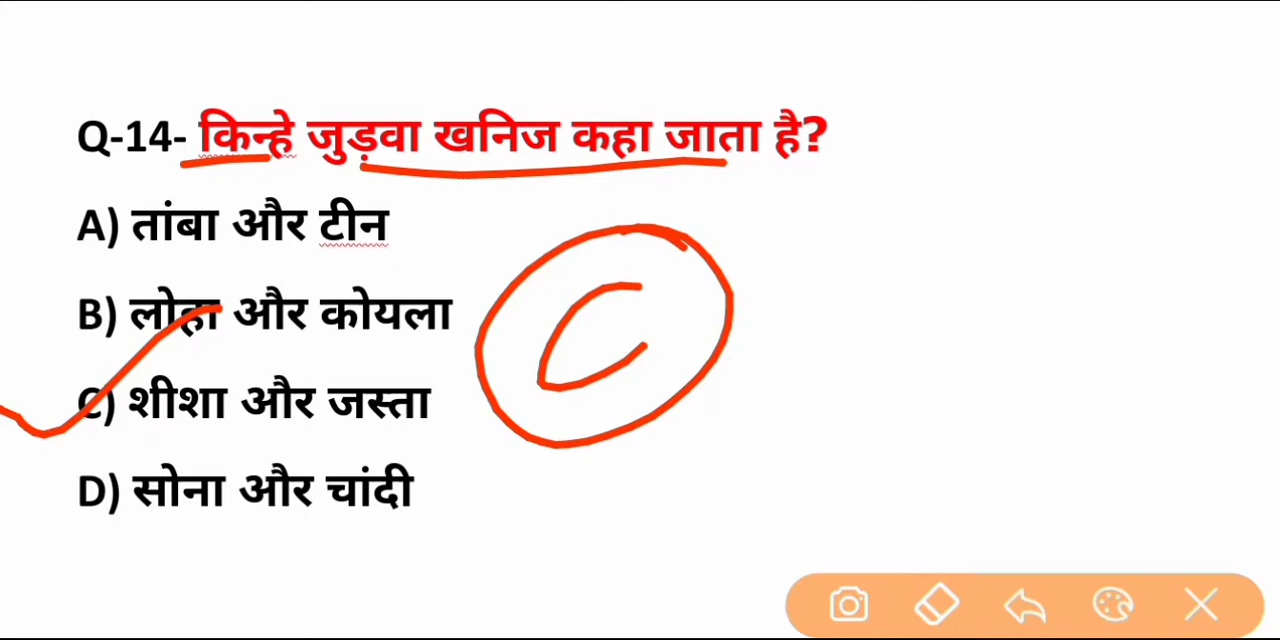 Q-14- किन्हे जुड़वा खनिज कहा जाता है?
A) तांबा और टीन
B) लोहा और कोयला
C) शीशा और जस्ता
D) सोना और चांदी
C